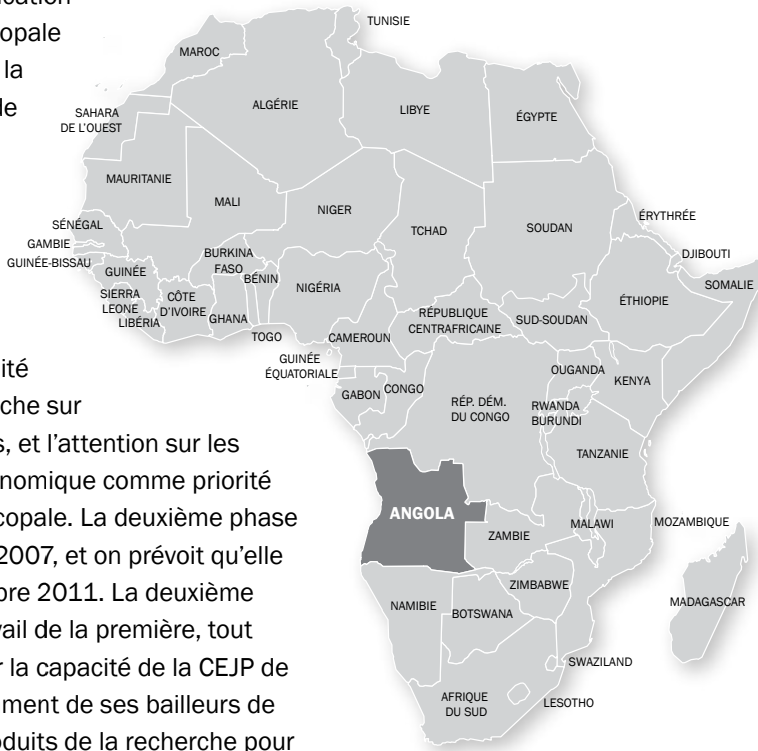 ication
opale
la
de
ité
che sur
s, et l'attention sur les
nomique comme priorité
copale. La deuxième phase
2007, et on prévoit qu'elle
bre 2011. La deuxième
vail de la première, tout
r la capacité de la CEJP de
ment de ses bailleurs de
oduits de la recherche pour
TUNISIE
MAROC
ALGÉRIE
LIBYE
ÉGYPTE
SAHARA
DE L'OUEST
MAURITANIE
MALI
NIGER
TCHAD
SOUDAN
ÉRYTHRÉE
SÉNÉGAL
GAMBIE
GUINÉE-BISSAU
GUINÉE
BURKINA
FASO
BÉNIN
NIGÉRIA
DJIBOUTI
SOMALIE
ÉTHIOPIE
SIERRA
LEONE
LIBÉRIA
CÔTE
D'IVOIRE
GHANA
TOGO
CAMEROUN
RÉPUBLIQUE
CENTRAFRICAINE
SUD-SOUDAN
GUINÉE
ÉQUATORIALE
GABON
CONGO
RÉP. DÉM.
DU CONGO
OUGANDA
KENYA
RWANDA
BURUNDI
TANZANIE
ANGOLA
ZAMBIE
MALAWI
MOZAMBIQUE
ZIMBABWE
MADAGASCAR
NAMIBIE
BOTSWANA
SWAZILAND
AFRIQUE
DU SUD
LESOTHO